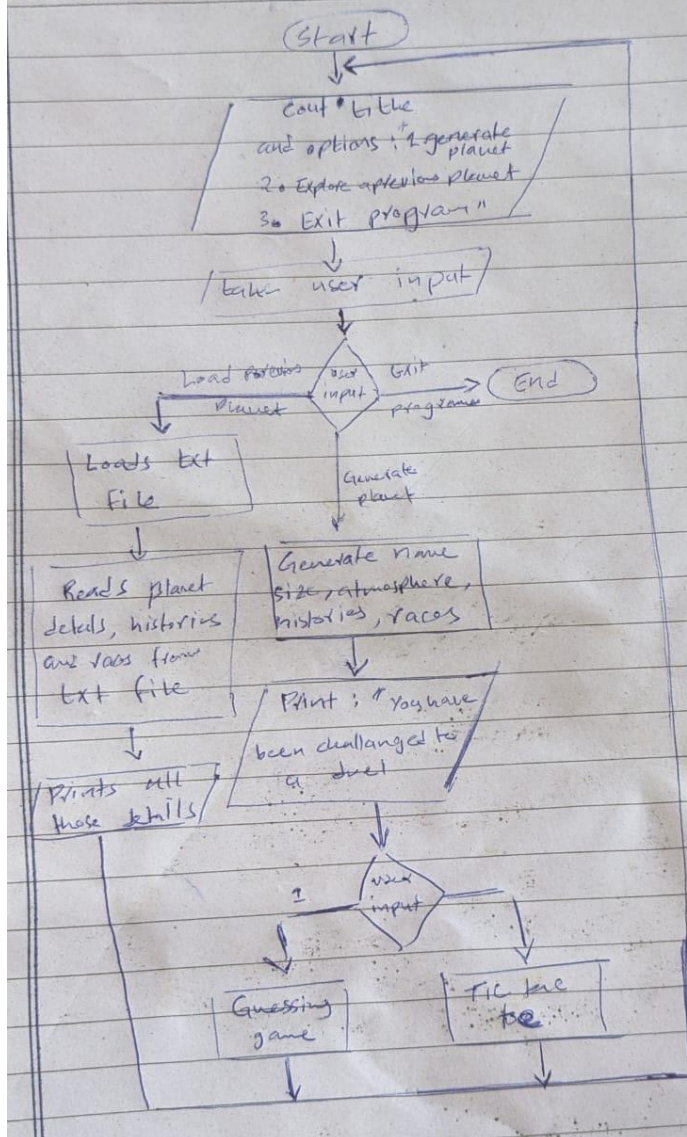 Start
cout " title
and options : "1 generate
planet
2. Explore a previous planet
3. Exit program"
taken user input
user
input
Load previous
Planet
Exit
programe
End
Generate
planet
Loads txt
File
Reads planet
details, histories
and races from
txt file
Prints all
those details
Generate name
size, atmosphere,
histories, races
Print : " You have
been challanged to
a duel
user
input
1
Guessing
game
Tic tac
toe